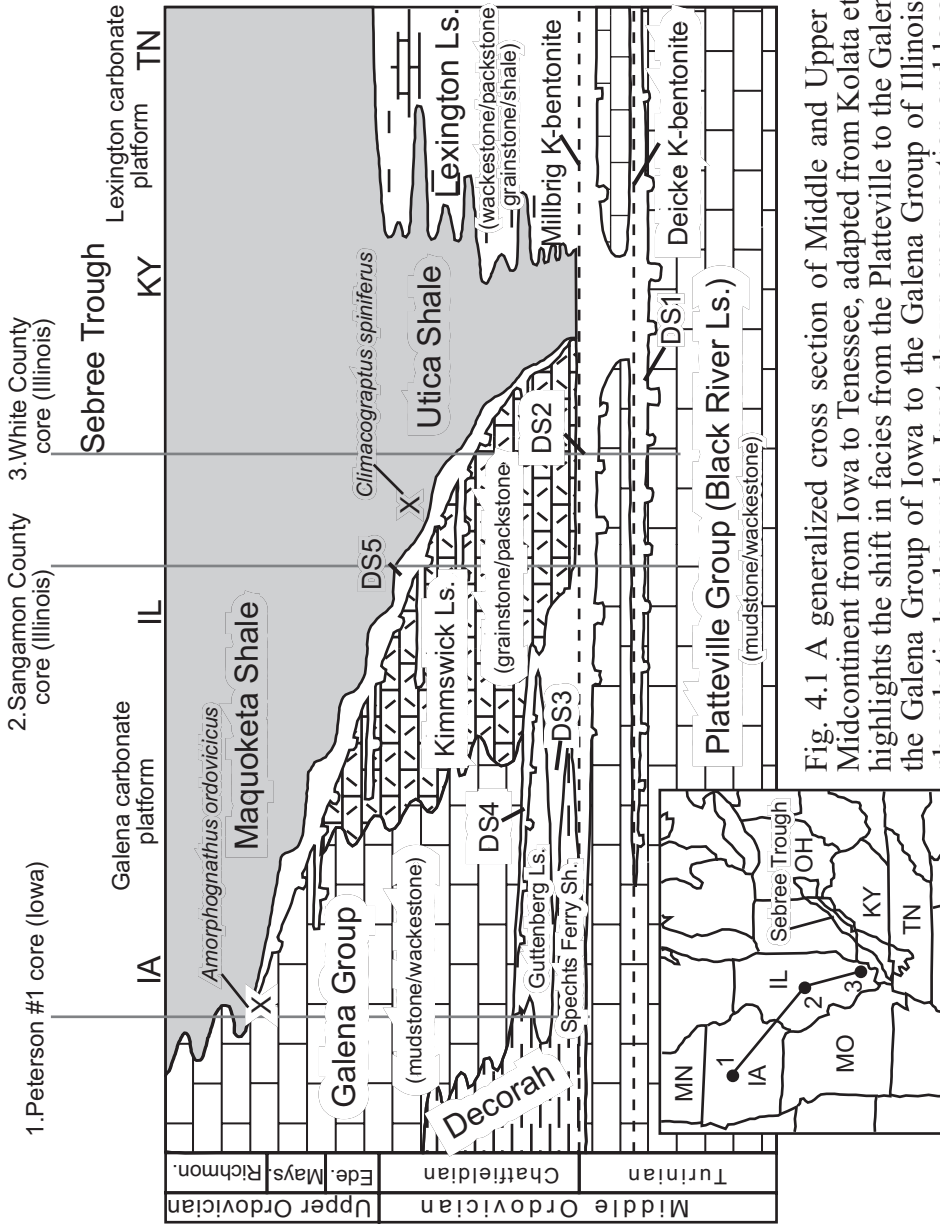 1.Peterson #1 core (Iowa)
2.Sangamon County
core (Illinois)
3.White County
core (Illinois)
Galena carbonate
platform
Sebree Trough
Lexington carbonate
platform
IA
IL
KY
TN
Amorphognathus ordovicicus
Maquoketa Shale
X
DS5
Climacograptus spiniferus
X
Utica Shale
Lexington Ls.
(wackestone/packstone
grainstone/shale)
Galena Group
(mudstone/wackestone)
Kimmswick Ls.
(grainstone/packstone
DS2
DS4
DS3
Guttenberg Ls.
Spechts Ferry Sh.
Decorah
Millbrig K-bentonite
Deicke K-bentonite
DS1
Platteville Group (Black River Ls.)
(mudstone/wackestone)
Upper Ordovician
Middle Ordovician
Richmon.
Mays.
Ede.
Chatfieldian
Turinian
MN
IA
1
MO
IL
2
3
Sebree Trough
OH
KY
TN
Fig. 4.1 A generalized cross section of Middle and Upper
Midcontinent from Iowa to Tenessee, adapted from Kolata et
highlights the shift in facies from the Platteville to the Galer
the Galena Group of Iowa to the Galena Group of Illinois